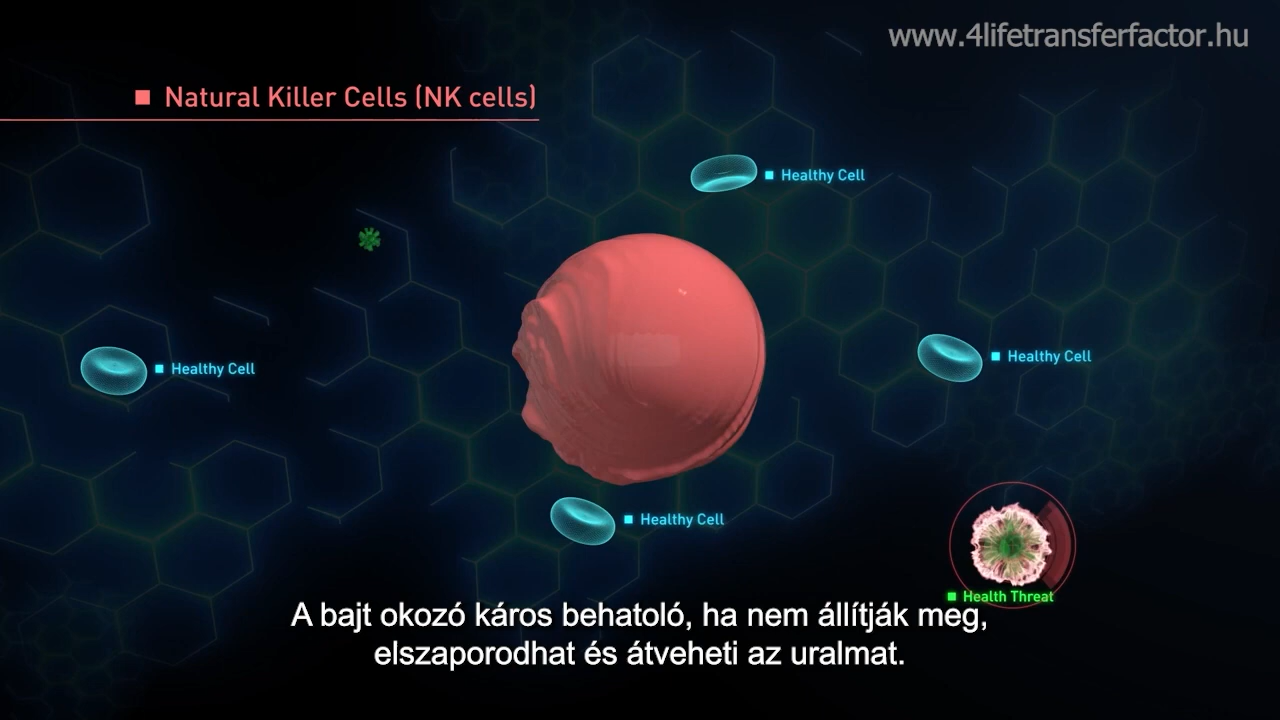 www.4lifetransferfactor.hu
Natural Killer Cells (NK cells)
Healthy Cell
Healthy Cell
Healthy Cell
Healthy Cell
Health Threat
A bajt okozó káros behatoló, ha nem állítják meg,
elszaporodhat és átveheti az uralmat.